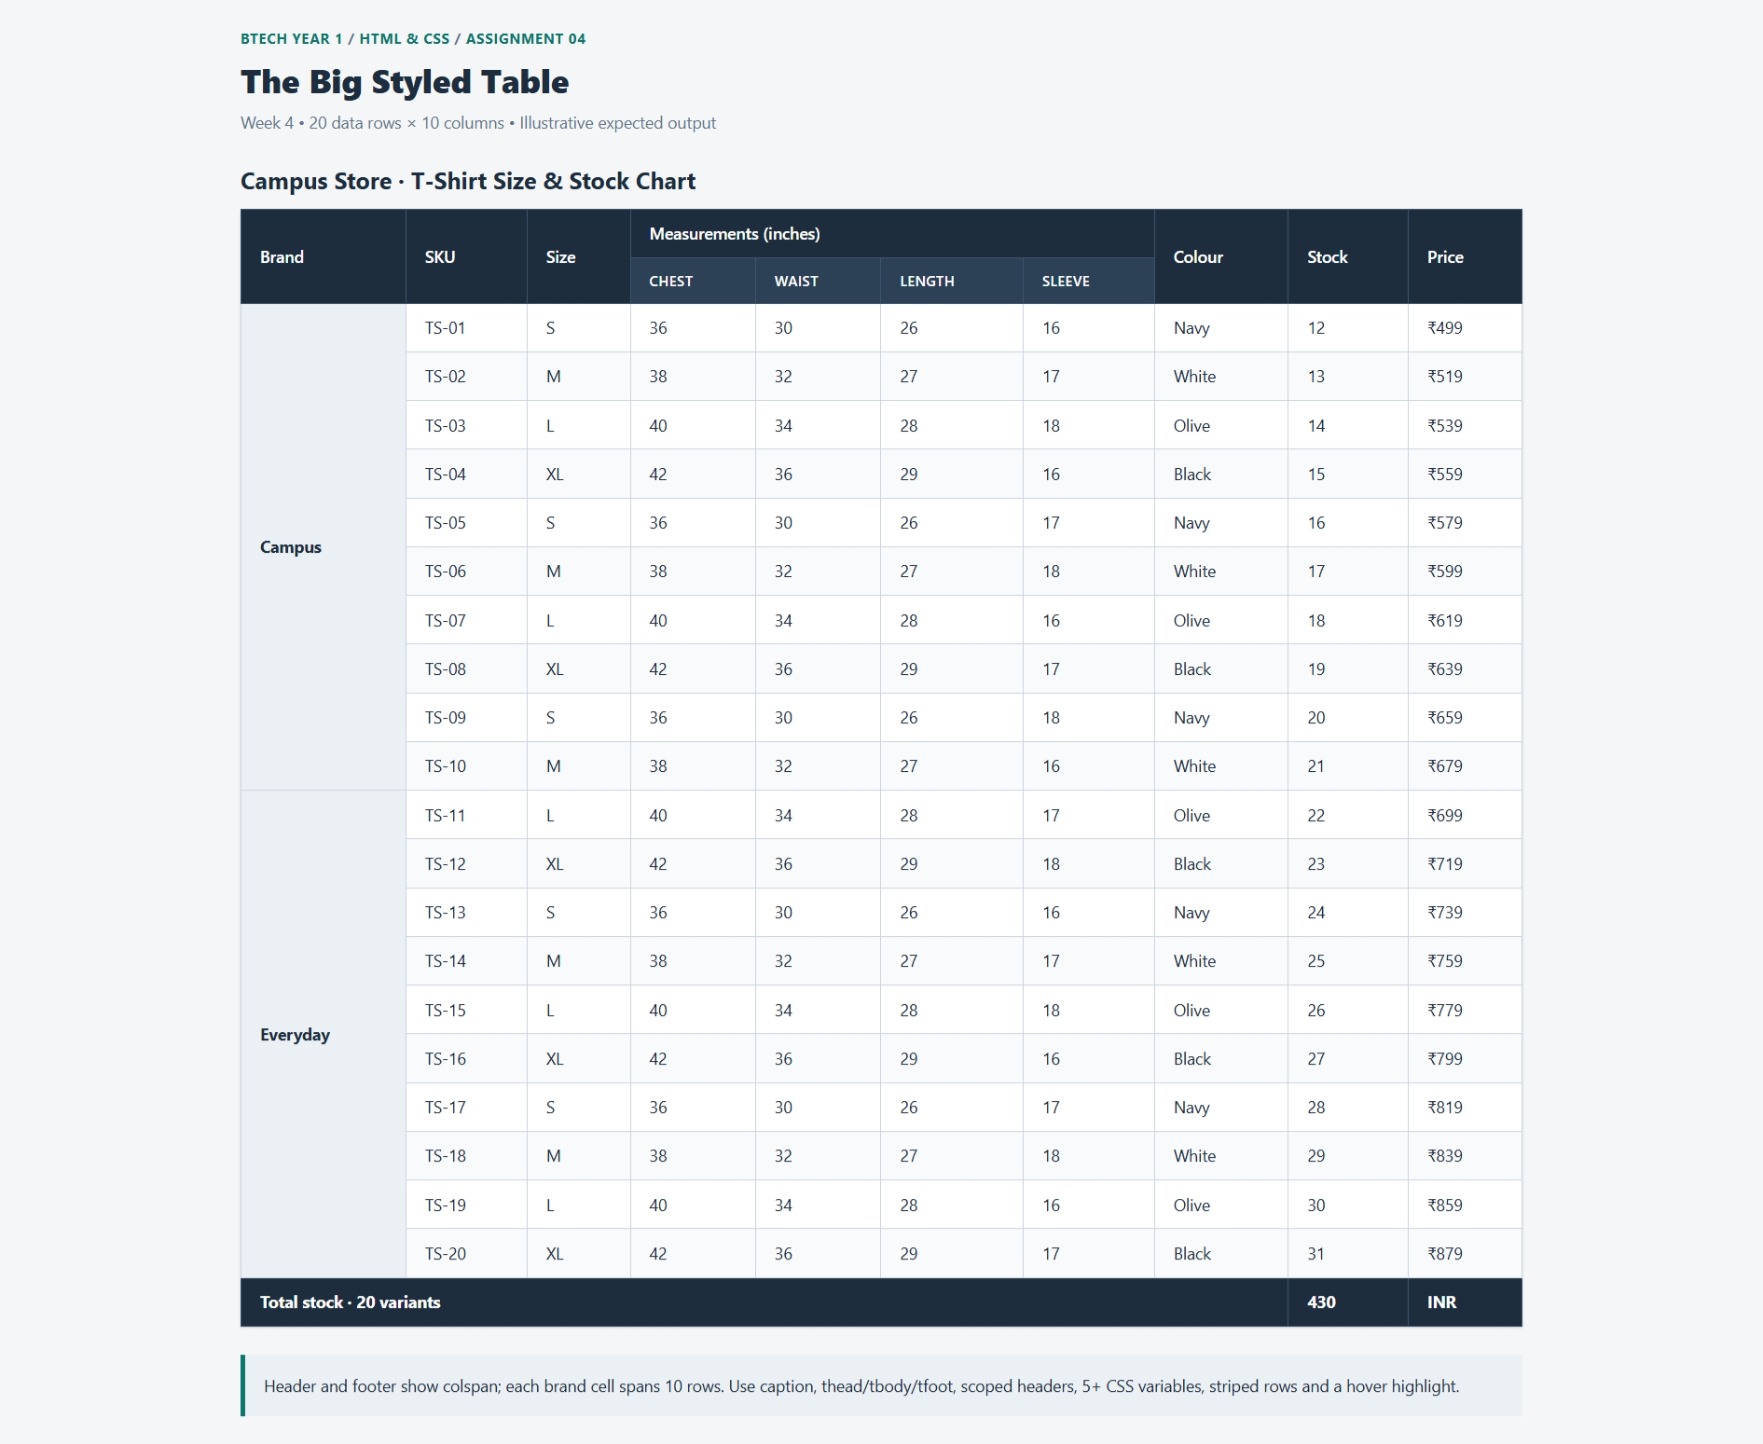 BTECH YEAR 1 / HTML & CSS / ASSIGNMENT 04
The Big Styled Table
Week 4 • 20 data rows × 10 columns • Illustrative expected output
Campus Store · T-Shirt Size & Stock Chart
Brand SKU Size Measurements (inches) Colour Stock Price
CHEST WAIST LENGTH SLEEVE
Campus
TS-01 S 36 30 26 16 Navy 12 ₹499
TS-02 M 38 32 27 17 White 13 ₹519
TS-03 L 40 34 28 18 Olive 14 ₹539
TS-04 XL 42 36 29 16 Black 15 ₹559
TS-05 S 36 30 26 17 Navy 16 ₹579
TS-06 M 38 32 27 18 White 17 ₹599
TS-07 L 40 34 28 16 Olive 18 ₹619
TS-08 XL 42 36 29 17 Black 19 ₹639
TS-09 S 36 30 26 18 Navy 20 ₹659
TS-10 M 38 32 27 16 White 21 ₹679
Everyday
TS-11 L 40 34 28 17 Olive 22 ₹699
TS-12 XL 42 36 29 18 Black 23 ₹719
TS-13 S 36 30 26 16 Navy 24 ₹739
TS-14 M 38 32 27 17 White 25 ₹759
TS-15 L 40 34 28 18 Olive 26 ₹779
TS-16 XL 42 36 29 16 Black 27 ₹799
TS-17 S 36 30 26 17 Navy 28 ₹819
TS-18 M 38 32 27 18 White 29 ₹839
TS-19 L 40 34 28 16 Olive 30 ₹859
TS-20 XL 42 36 29 17 Black 31 ₹879
Total stock · 20 variants 430 INR
Header and footer show colspan; each brand cell spans 10 rows. Use caption, thead/tbody/tfoot, scoped headers, 5+ CSS variables, striped rows and a hover highlight.